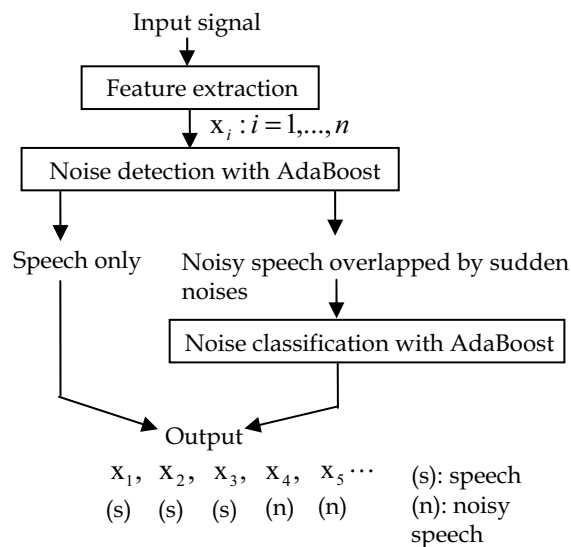 Input signal
Feature extraction
x_i : i = 1,...,n
Noise detection with AdaBoost
Speech only
Noisy speech overlapped by sudden
noises
Noise classification with AdaBoost
Output
x_1, x_2, x_3, x_4, x_5 ⋯
(s) (s) (s) (n) (n)
(s): speech
(n): noisy
speech